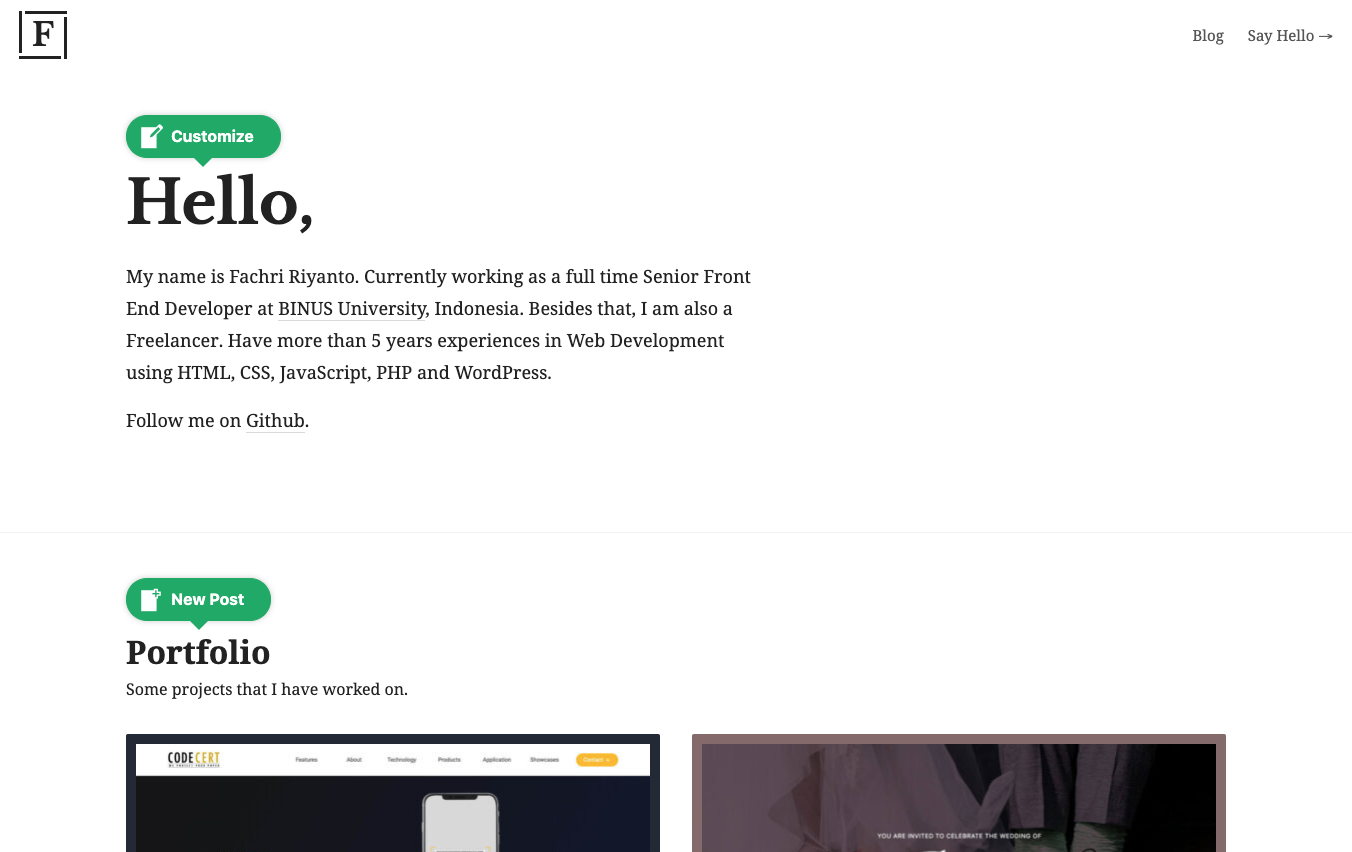 F
Blog Say Hello →
Customize
Hello,
My name is Fachri Riyanto. Currently working as a full time Senior Front
End Developer at BINUS University, Indonesia. Besides that, I am also a
Freelancer. Have more than 5 years experiences in Web Development
using HTML, CSS, JavaScript, PHP and WordPress.
Follow me on Github.
New Post
Portfolio
Some projects that I have worked on.
CODECERT
Features About Technology Products Application Showcases Contact
YOU ARE INVITED TO CELEBRATE THE WEDDING OF